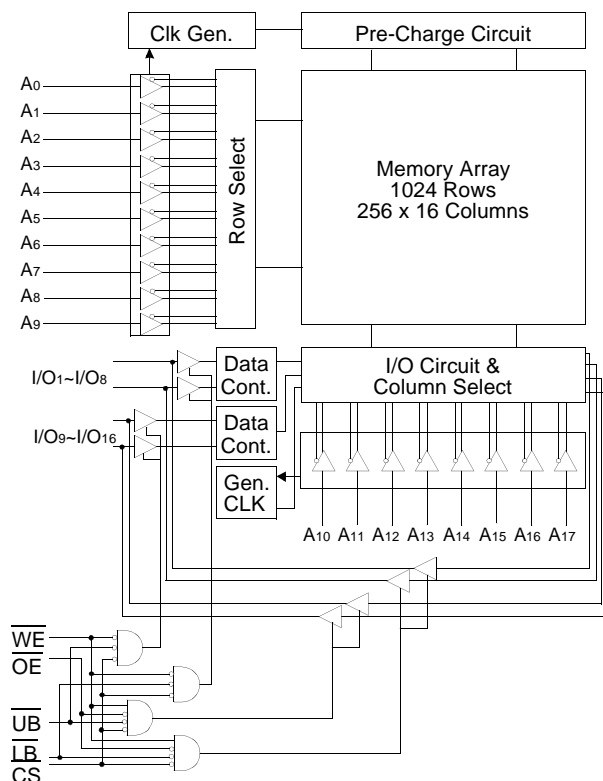 Clk Gen.
Pre-Charge Circuit
A0
A1
A2
A3
A4
A5
A6
A7
A8
A9
Row Select
Memory Array
1024 Rows
256 x 16 Columns
I/O1~I/O8
Data
Cont.
I/O Circuit &
Column Select
I/O9~I/O16
Data
Cont.
Gen.
CLK
A10 A11 A12 A13 A14 A15 A16 A17
WE
OE
UB
LB
CS